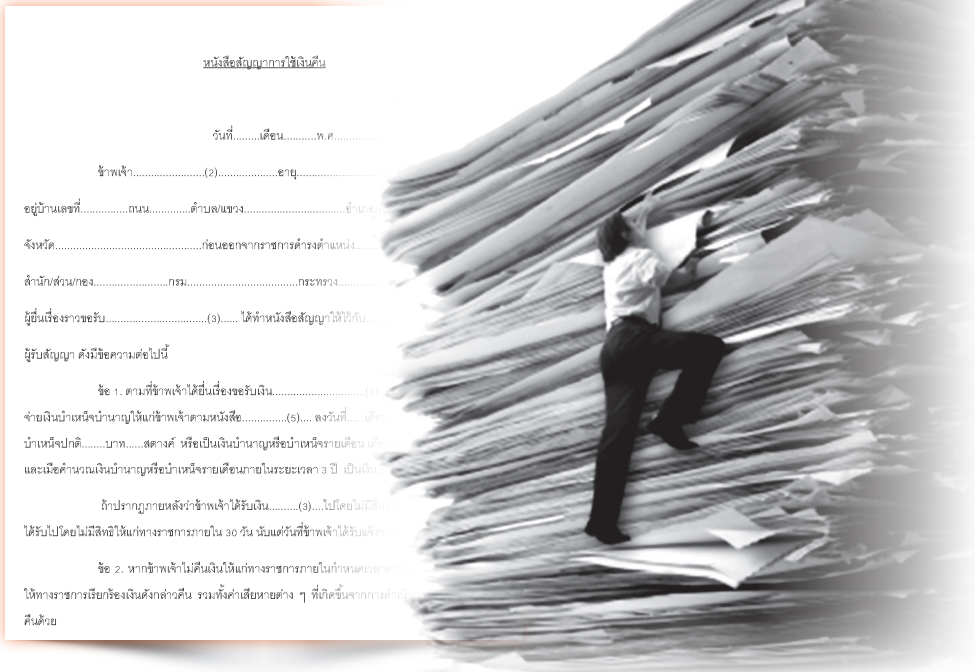 หนังสือสัญญาการใช้เงินคืน
วันที่.........เดือน...........พ.ศ.................
ข้าพเจ้า........................(2)....................อายุ..................................
อยู่บ้านเลขที่................ถนน..............ตำบล/แขวง..................................อำเภอ
จังหวัด.................................................ก่อนออกจากราชการดำรงตำแหน่ง.......
สำนัก/ส่วน/กอง.........................กรม.....................................กระทรวง................
ผู้ยื่นเรื่องราวขอรับ..................................(3)...... ได้ทำหนังสือสัญญาให้ไว้กับ.......
ผู้รับสัญญา ดังมีข้อความต่อไปนี้
ข้อ 1. ตามที่ข้าพเจ้าได้ยื่นเรื่องขอรับเงิน...............................(3)
จ่ายเงินบำเหน็จบำนาญให้แก่ข้าพเจ้าตามหนังสือ...............(5).... ลงวันที่......เดือน
บำเหน็จปกติ........บาท......สตางค์ หรือเป็นเงินบำนาญหรือบำเหน็จรายเดือน
และเมื่อคำนวณเงินบำนาญหรือบำเหน็จรายเดือนภายในระยะเวลา 3 ปี เป็นเงิน
ถ้าปรากฏภายหลังว่าข้าพเจ้าได้รับเงิน.........(3)....ไปโดยไม่มีสิทธิ
ได้รับไปโดยไม่มีสิทธิให้แก่ทางราชการภายใน 30 วัน นับแต่วันที่ข้าพเจ้าได้รับแจ้ง
ข้อ 2. หากข้าพเจ้าไม่คืนเงินให้แก่ทางราชการภายในกำหนดเวลา
ให้ทางราชการเรียกร้องเงินดังกล่าวคืน รวมทั้งค่าเสียหายต่าง ๆ ที่เกิดขึ้นจากการ
คืนด้วย